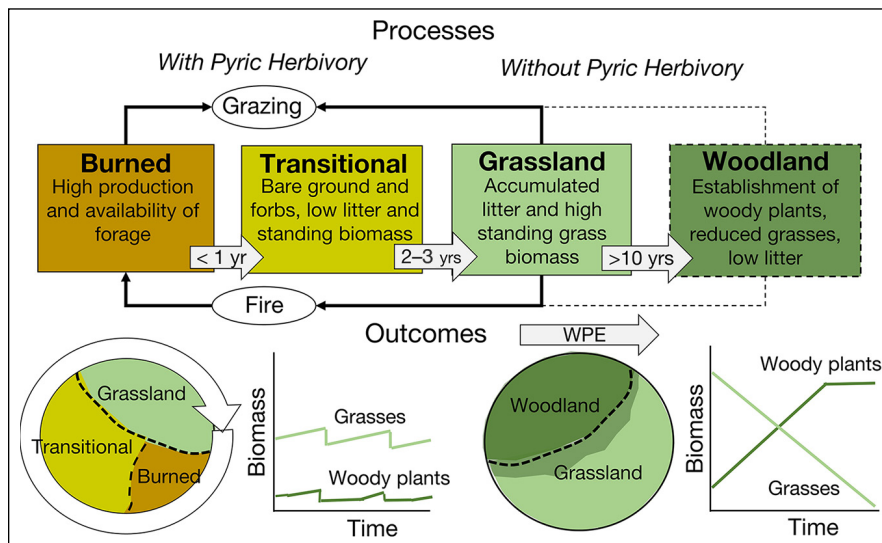 Processes
With Pyric Herbivory
Without Pyric Herbivory
Grazing
Burned
High production
and availability of
forage
< 1 yr
Transitional
Bare ground and
forbs, low litter and
standing biomass
2–3 yrs
Grassland
Accumulated
litter and high
standing grass
biomass
>10 yrs
Woodland
Establishment of
woody plants,
reduced grasses,
low litter
Fire
Outcomes
WPE
Grassland
Transitional
Burned
Biomass
Grasses
Woody plants
Time
Woodland
Grassland
Biomass
Woody plants
Grasses
Time